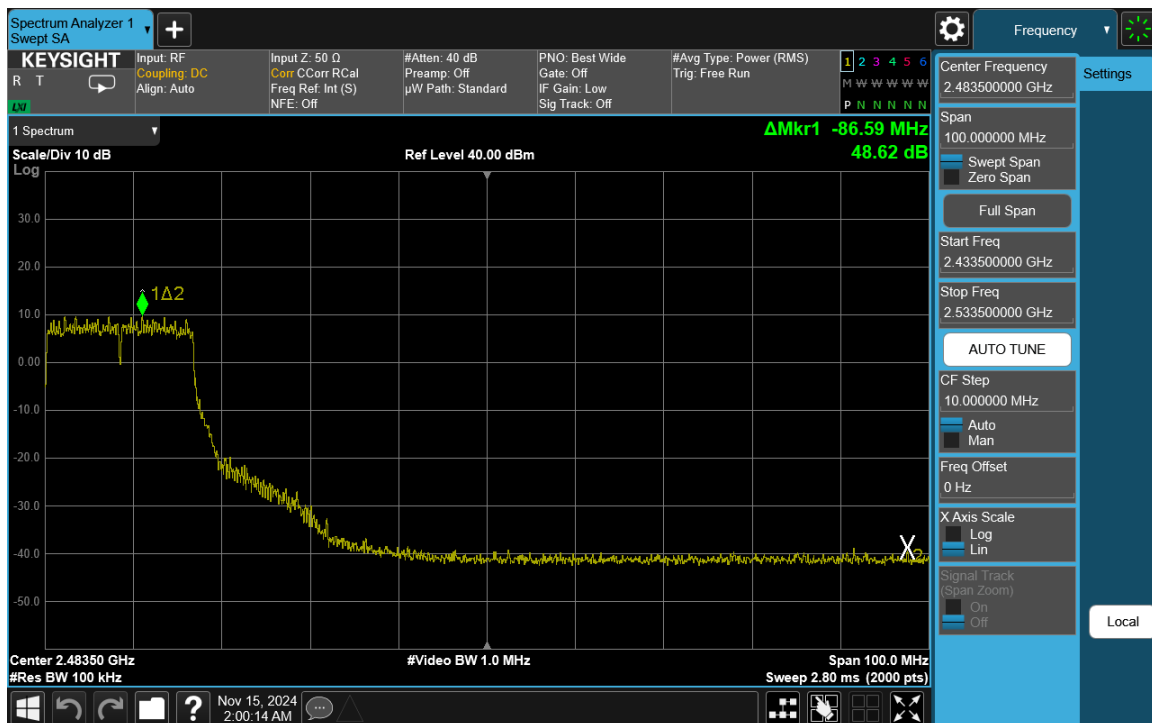 Spectrum Analyzer 1
Swept SA
Frequency
KEYSIGHT
R T
LXI
Input: RF
Coupling: DC
Align: Auto
Input Z: 50 Ω
Corr CCorr RCal
Freq Ref: Int (S)
NFE: Off
#Atten: 40 dB
Preamp: Off
µW Path: Standard
PNO: Best Wide
Gate: Off
IF Gain: Low
Sig Track: Off
#Avg Type: Power (RMS)
Trig: Free Run
1 2 3 4 5 6
M W W W W W
P N N N N N
1 Spectrum
Scale/Div 10 dB
Log
Ref Level 40.00 dBm
ΔMkr1 -86.59 MHz
48.62 dB
30.0
20.0
10.0
0.00
-10.0
-20.0
-30.0
-40.0
-50.0
1Δ2
X2
Center 2.48350 GHz
#Res BW 100 kHz
#Video BW 1.0 MHz
Span 100.0 MHz
Sweep 2.80 ms (2000 pts)
Center Frequency
2.483500000 GHz
Span
100.000000 MHz
Swept Span
Zero Span
Full Span
Start Freq
2.433500000 GHz
Stop Freq
2.533500000 GHz
AUTO TUNE
CF Step
10.000000 MHz
Auto
Man
Freq Offset
0 Hz
X Axis Scale
Log
Lin
Signal Track
(Span Zoom)
On
Off
Settings
Local
?
Nov 15, 2024
2:00:14 AM